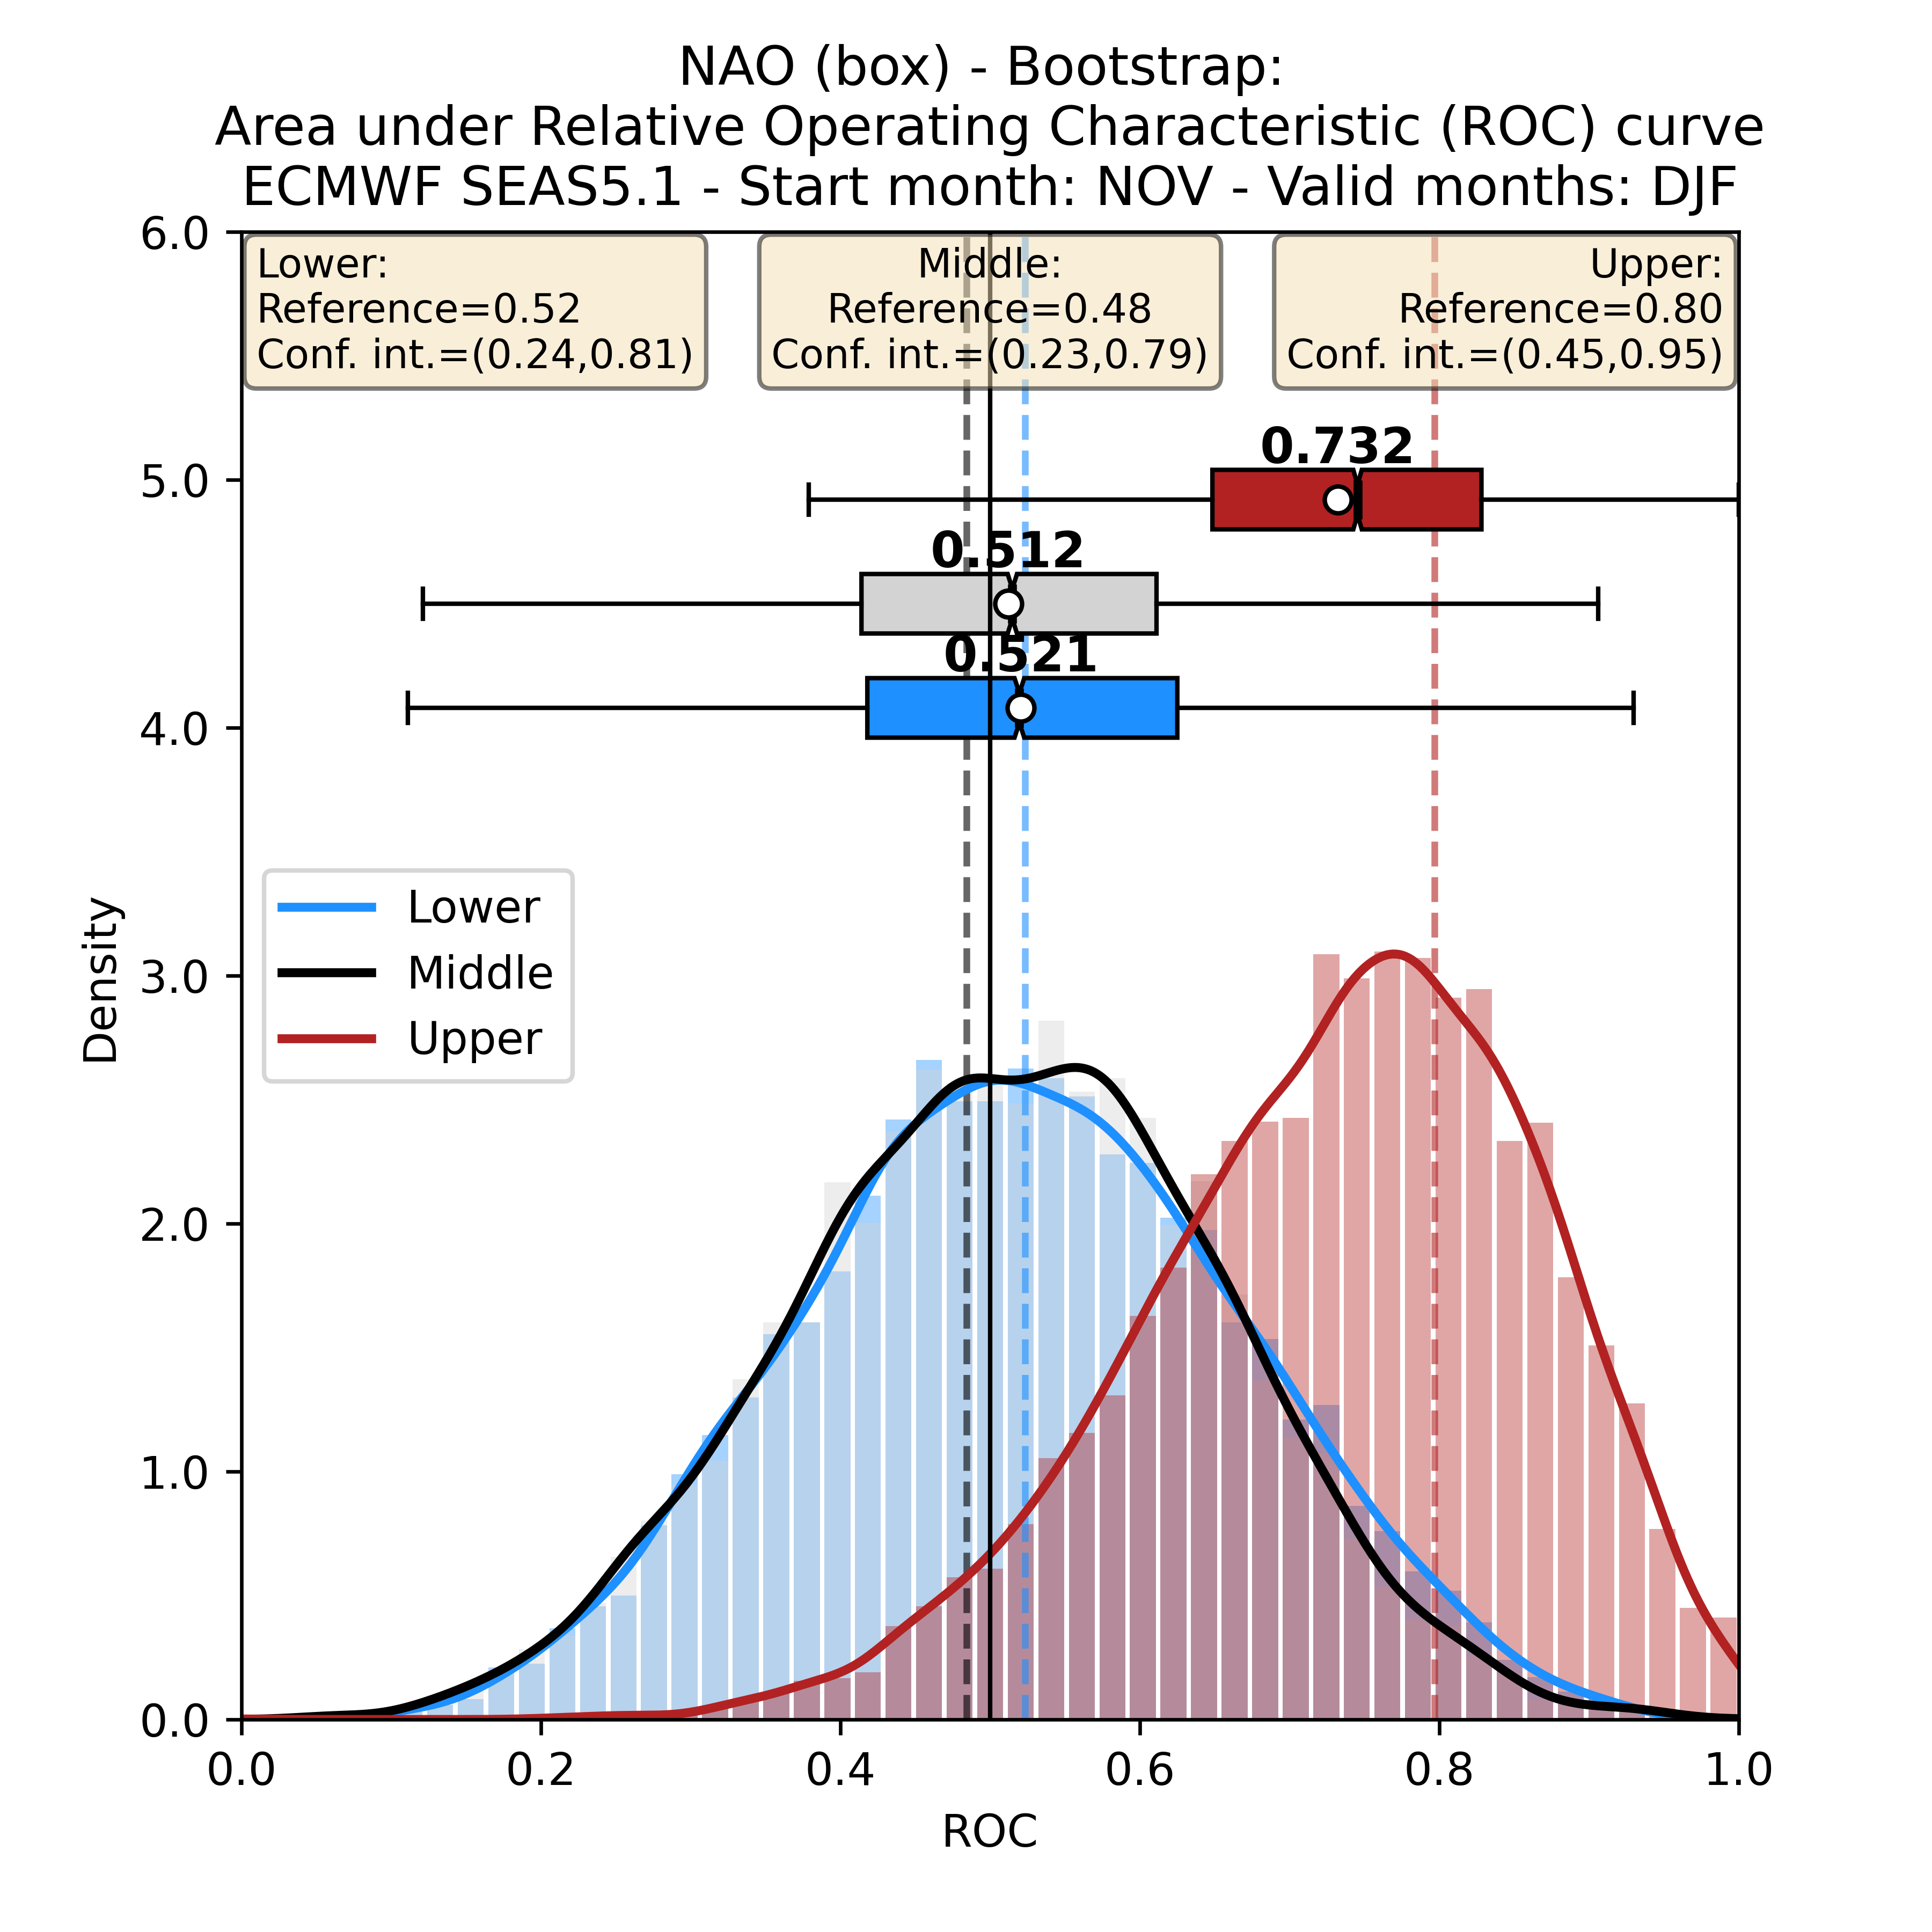 NAO (box) - Bootstrap:
Area under Relative Operating Characteristic (ROC) curve
ECMWF SEAS5.1 - Start month: NOV - Valid months: DJF
Lower:
Reference=0.52
Conf. int.=(0.24,0.81)
Middle:
Reference=0.48
Conf. int.=(0.23,0.79)
Upper:
Reference=0.80
Conf. int.=(0.45,0.95)
0.732
0.512
0.521
Lower
Middle
Upper
Density
6.0
5.0
4.0
3.0
2.0
1.0
0.0
0.0 0.2 0.4 0.6 0.8 1.0
ROC